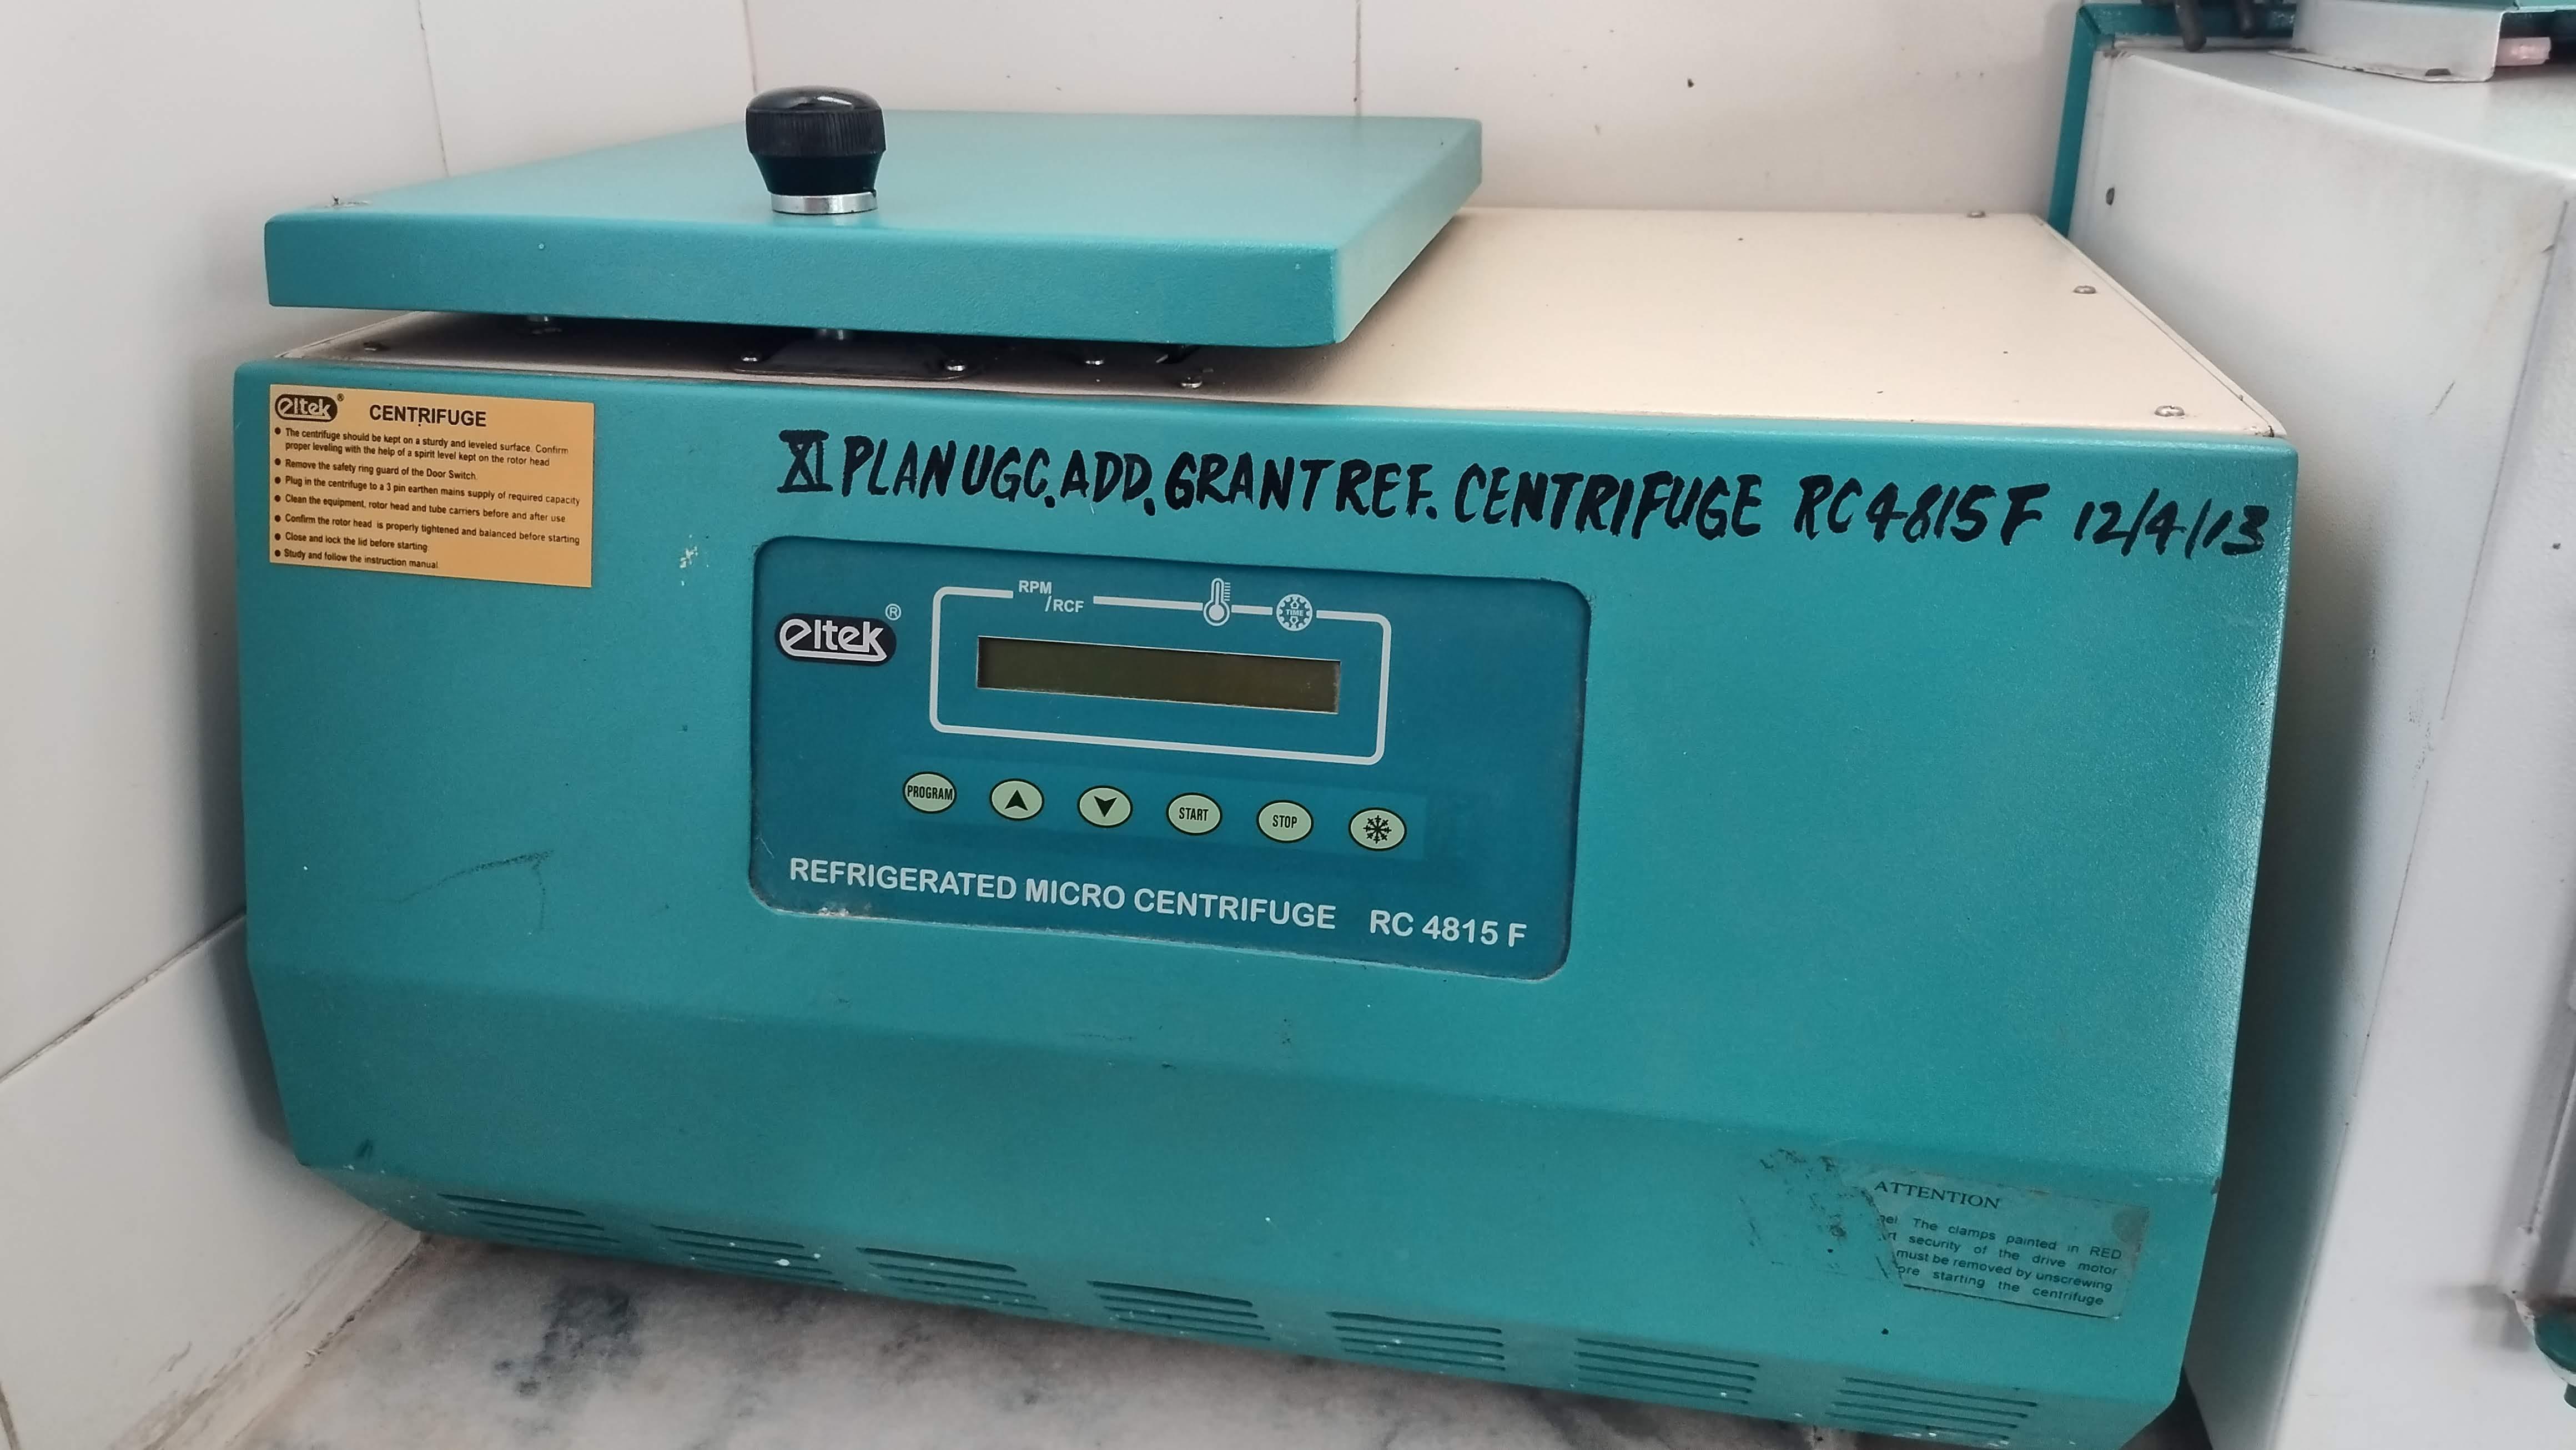 eltek® CENTRIFUGE
● The centrifuge should be kept on a sturdy and leveled surface. Confirm
proper leveling with the help of a spirit level kept on the rotor head
● Remove the safety ring guard of the Door Switch.
● Plug in the centrifuge to a 3 pin earthen mains supply of required capacity
● Clean the equipment, rotor head and tube carriers before and after use
● Confirm the rotor head is properly tightened and balanced before starting
● Close and lock the lid before starting
● Study and follow the instruction manual
XI PLAN UGC. ADD. GRANT REF. CENTRIFUGE RC 4815 F 12/4/13
RPM
/RCF
TIME
eltek®
PROGRAM START STOP
REFRIGERATED MICRO CENTRIFUGE RC 4815 F
ATTENTION
The clamps painted in RED
security of the drive motor
must be removed by unscrewing
starting the centrifuge